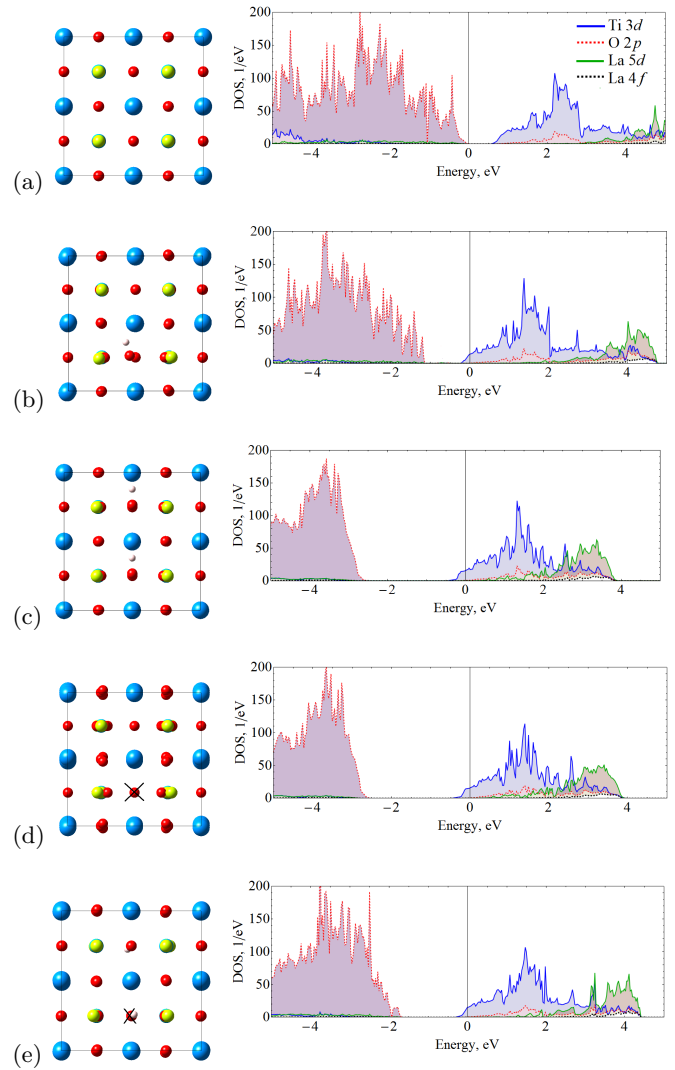 (a)
200
150
100
50
0
DOS, 1/eV
−4
−2
0
2
4
Energy, eV
Ti 3d
O 2p
La 5d
La 4f
(b)
200
150
100
50
0
DOS, 1/eV
−4
−2
0
2
4
Energy, eV
(c)
200
150
100
50
0
DOS, 1/eV
−4
−2
0
2
4
Energy, eV
(d)
200
150
100
50
0
DOS, 1/eV
−4
−2
0
2
4
Energy, eV
(e)
200
150
100
50
0
DOS, 1/eV
−4
−2
0
2
4
Energy, eV